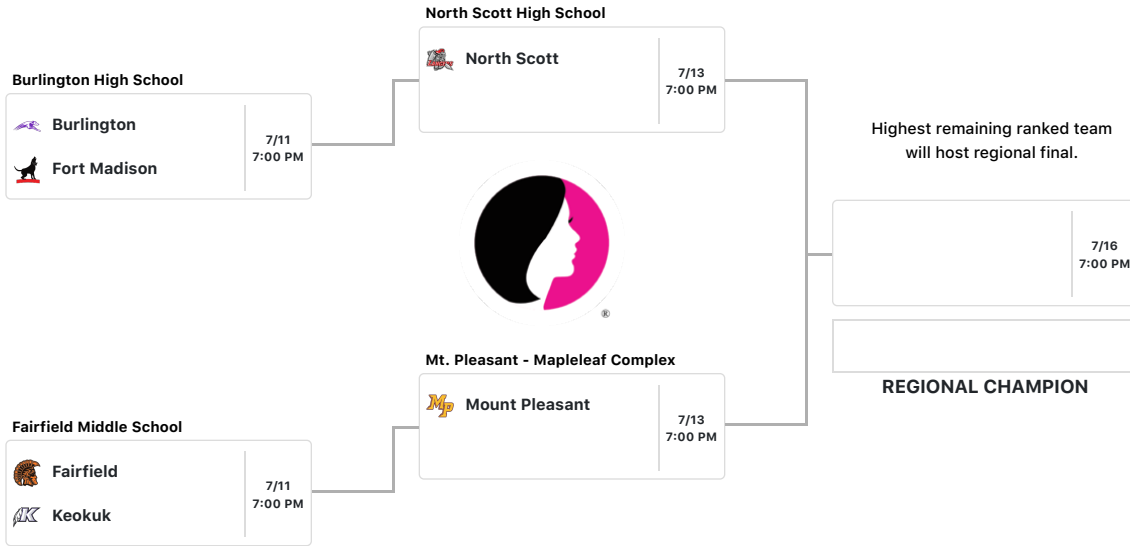 North Scott High School
North Scott
7/13
7:00 PM
Burlington High School
Burlington
Fort Madison
7/11
7:00 PM
Highest remaining ranked team
will host regional final.
7/16
7:00 PM
REGIONAL CHAMPION
®
Mt. Pleasant - Mapleleaf Complex
MP
Mount Pleasant
7/13
7:00 PM
Fairfield Middle School
Fairfield
K
Keokuk
7/11
7:00 PM